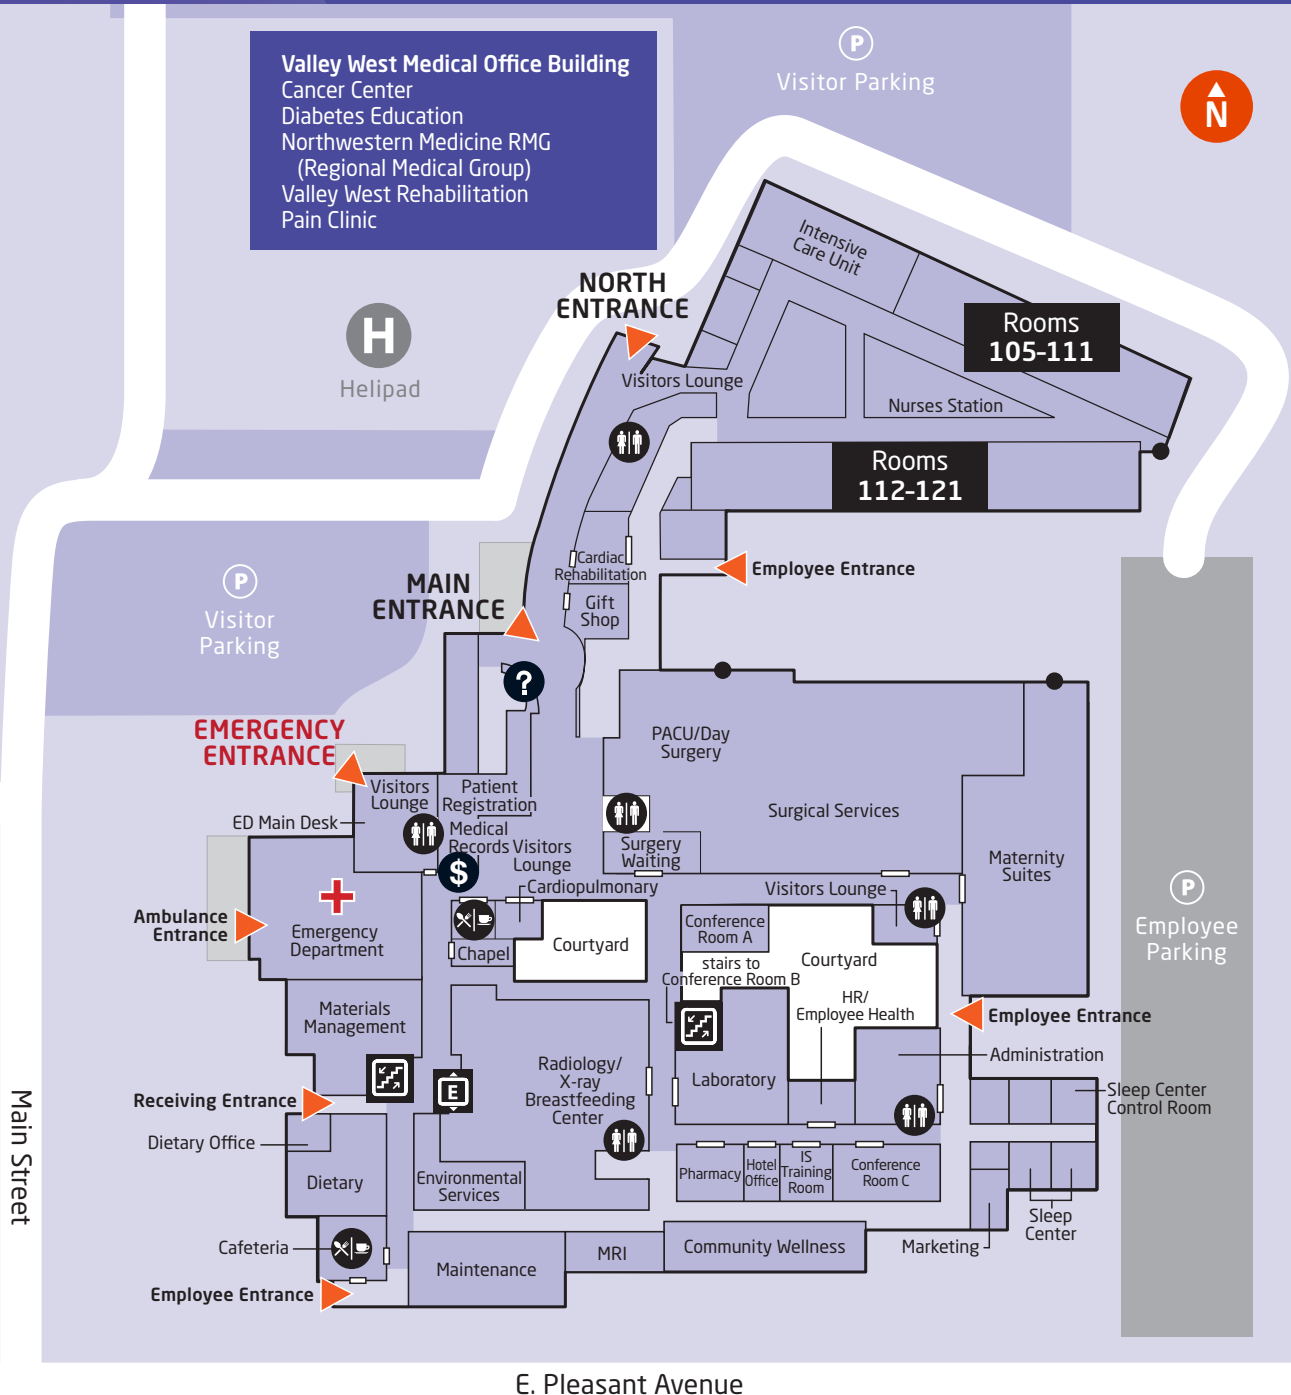 Valley West Medical Office Building
Cancer Center
Diabetes Education
Northwestern Medicine RMG
(Regional Medical Group)
Valley West Rehabilitation
Pain Clinic
P
Visitor Parking
N
Intensive
Care Unit
NORTH
ENTRANCE
H
Helipad
Rooms
105–111
Visitors Lounge
Nurses Station
Rooms
112–121
Cardiac
Rehabilitation
Employee Entrance
P
Visitor
Parking
MAIN
ENTRANCE
Gift
Shop
?
EMERGENCY
ENTRANCE
PACU/Day
Surgery
Visitors
Lounge
Patient
Registration
ED Main Desk
Medical
Records
Visitors
Lounge
Surgical Services
Surgery
Waiting
Maternity
Suites
$
Cardiopulmonary
Visitors Lounge
P
Employee
Parking
Ambulance
Entrance
Emergency
Department
Chapel
Courtyard
Conference
Room A
stairs to
Conference Room B
Courtyard
HR/
Employee Health
Materials
Management
Employee Entrance
Administration
Radiology/
X-ray
Breastfeeding
Center
E
Laboratory
Sleep Center
Control Room
Receiving Entrance
Dietary Office
Dietary
Environmental
Services
Pharmacy
Hotel
Office
IS
Training
Room
Conference
Room C
Sleep
Center
Marketing
Cafeteria
Maintenance
MRI
Community Wellness
Employee Entrance
Main Street
E. Pleasant Avenue